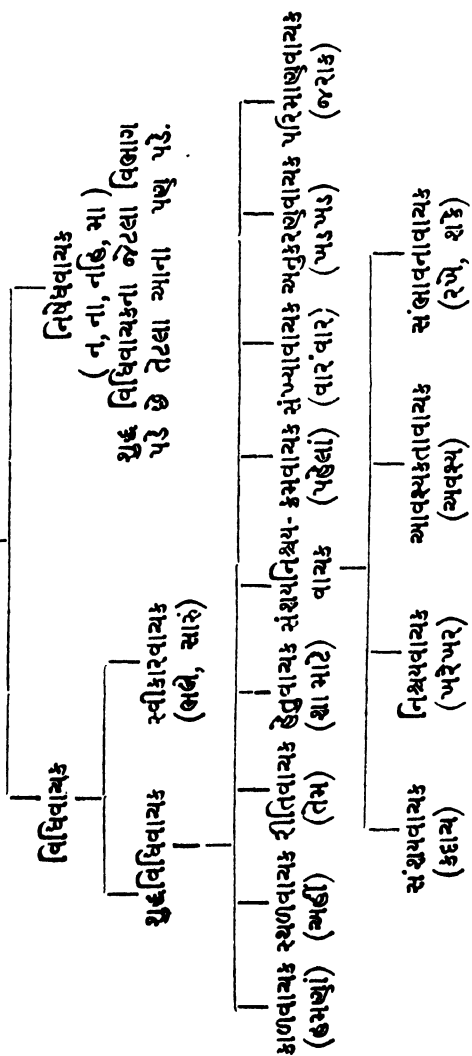 વિધિવાચક
નિષેધવાચક
( ન, ના, નહિ, મા )
શુદ્ધ વિધિવાચકના જેટલા વિભાગ
પડે છે તેટલા આના પણ પડે.
શુદ્ધવિધિવાચક
સ્વીકારવાચક
(ભલે, સારું)
કાળવાચક સ્થળવાચક રીતિવાચક હેતુવાચક સંશયનિશ્ચય- ક્રમવાચક સંખ્યાવાચક અનુકરણવાચક પરિમાણવાચક
(હમણાં) (અહીં) (તેમ) (શા માટે) વાચક (પહેલાં) (વારંવાર) (ખડખડ) (જરાક)
સંશયવાચક નિશ્ચયવાચક આવશ્યકતાવાચક સંભાવનાવાચક
(કદાચ) (ખરેખર) (અવશ્ય) (રખે, શકે)